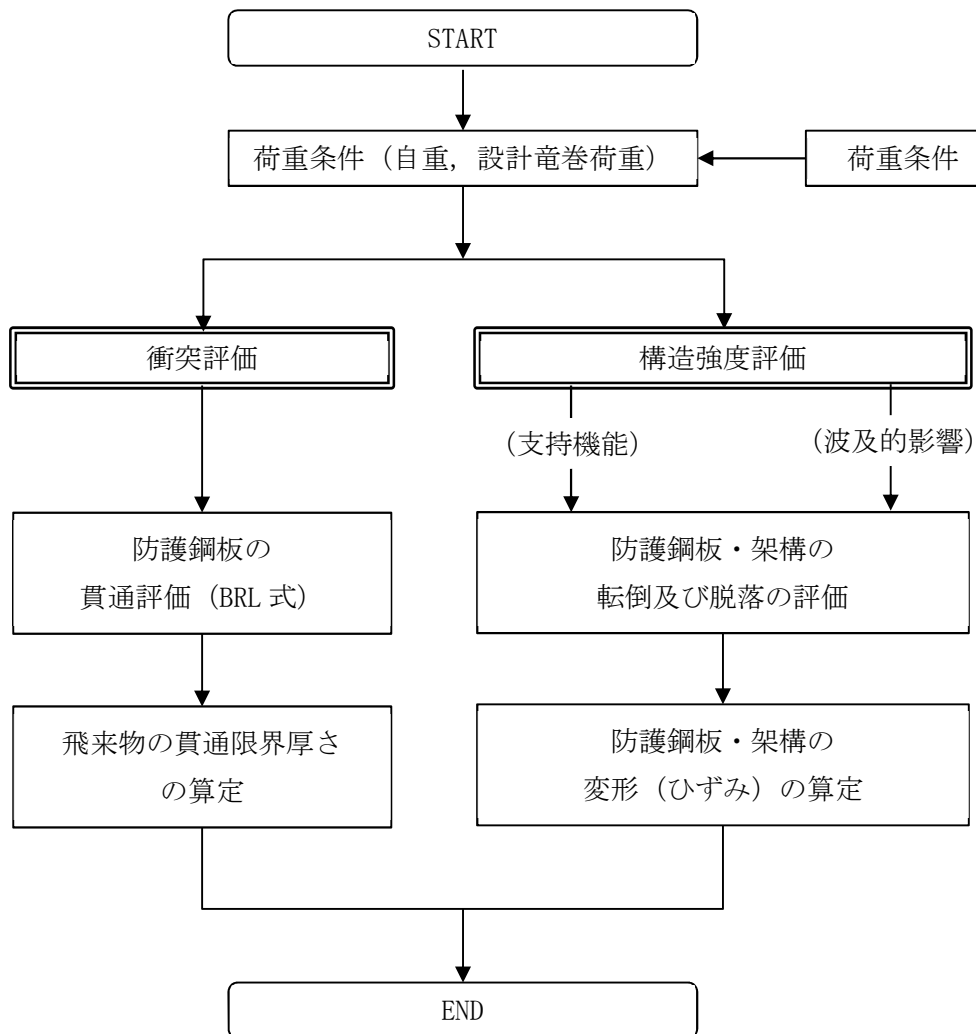 START
荷重条件(自重,設計竜巻荷重)
荷重条件
衝突評価
構造強度評価
(支持機能)
(波及的影響)
防護鋼板の
貫通評価(BRL 式)
防護鋼板・架構の
転倒及び脱落の評価
飛来物の貫通限界厚さ
の算定
防護鋼板・架構の
変形(ひずみ)の算定
END